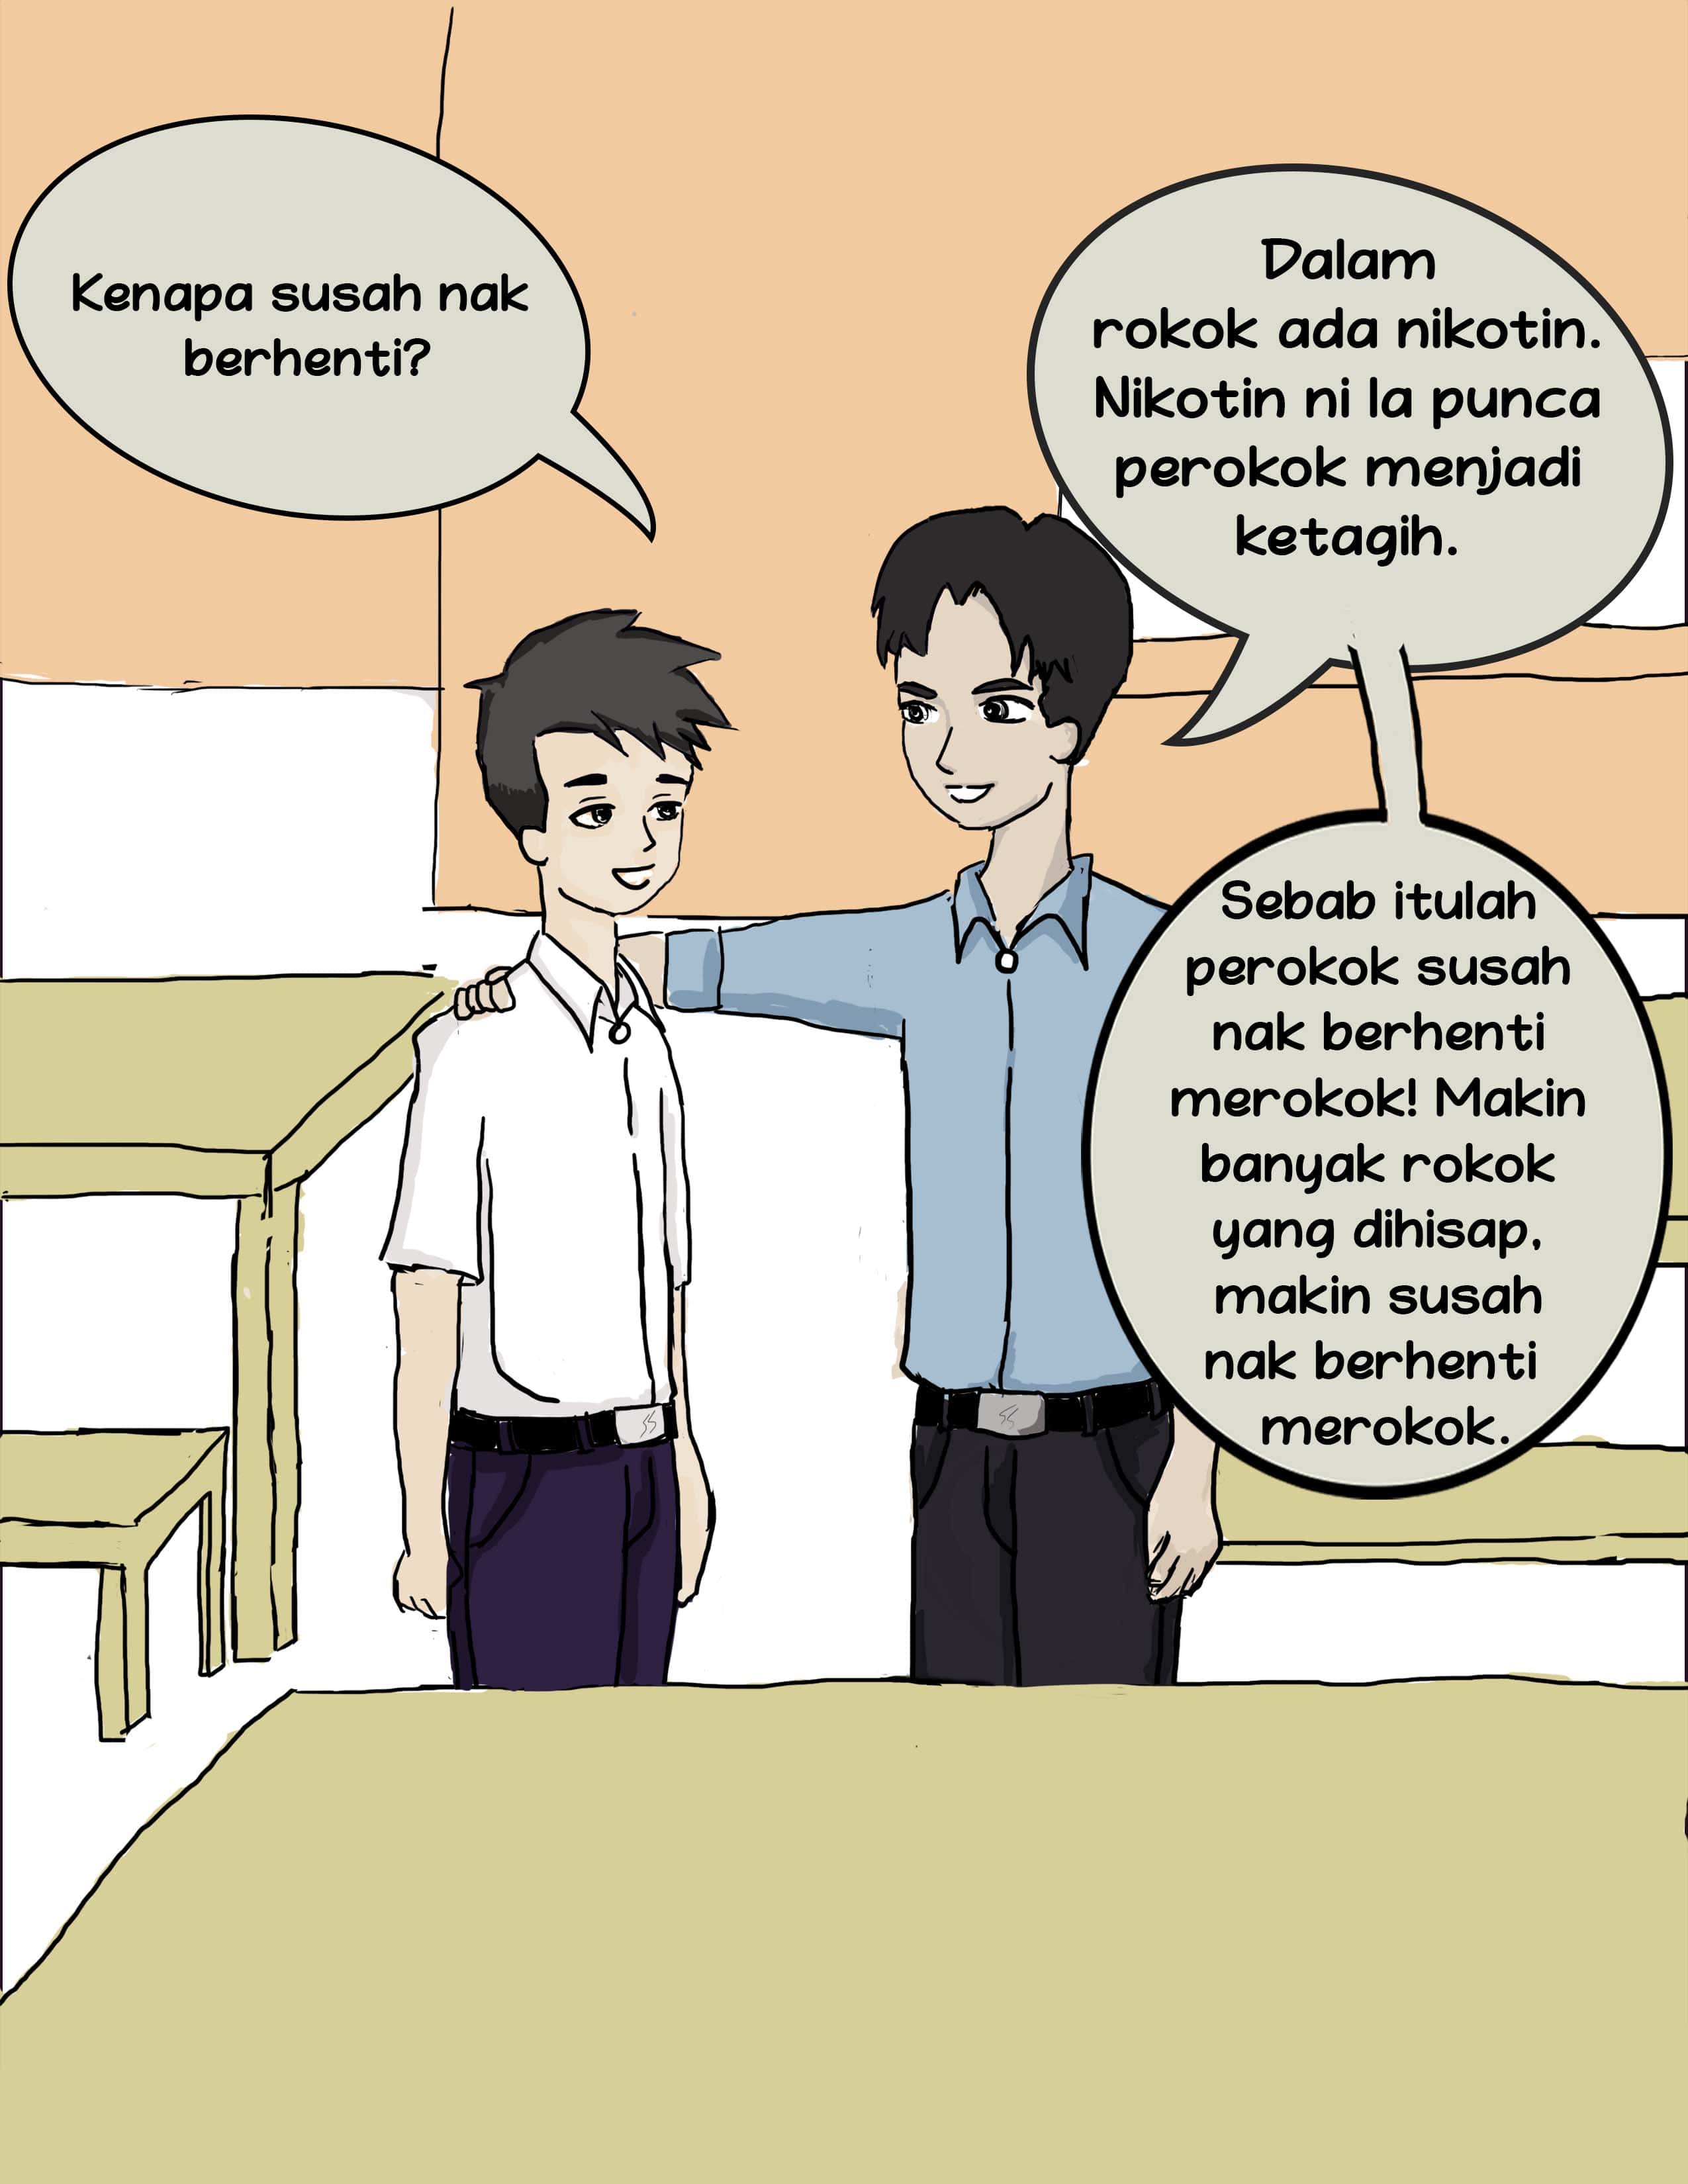 Kenapa susah nak
berhenti?
Dalam
rokok ada nikotin.
Nikotin ni la punca
perokok menjadi
ketagih.
Sebab itulah
perokok susah
nak berhenti
merokok! Makin
banyak rokok
yang dihisap,
makin susah
nak berhenti
merokok.